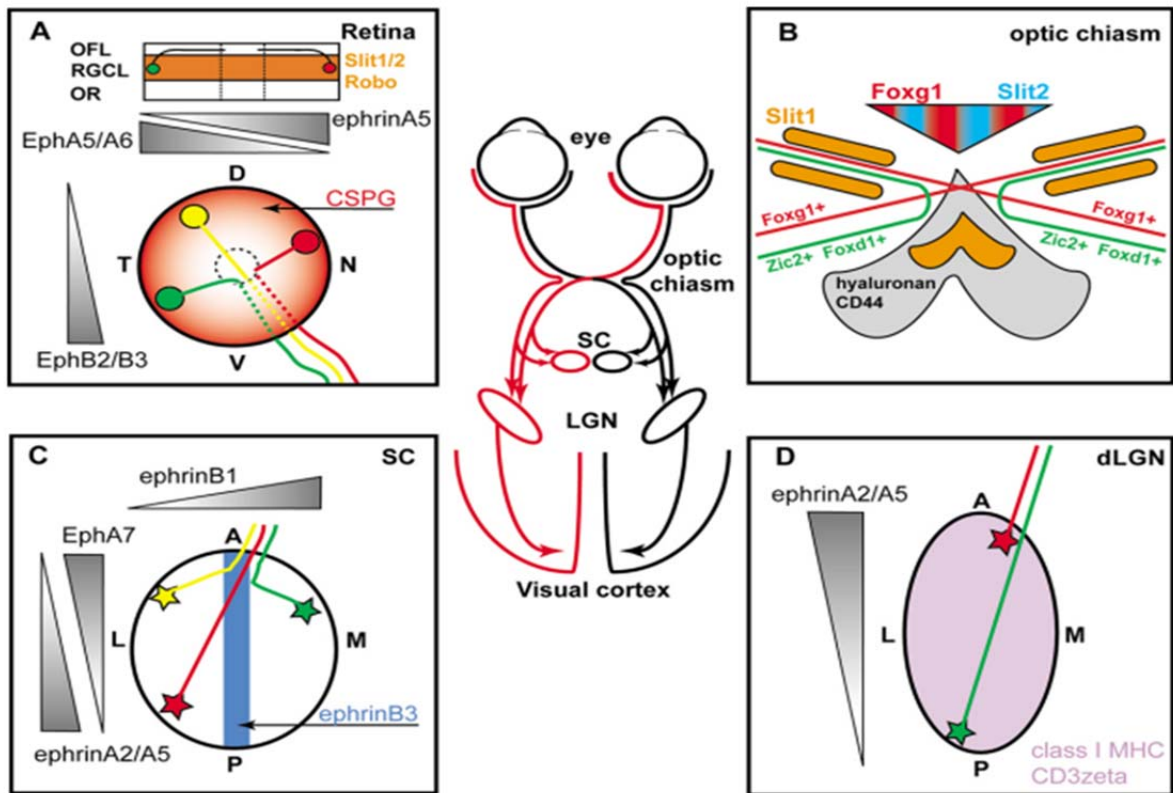 A
Retina
OFL
RGCL
OR
Slit1/2
Robo
EphA5/A6
ephrinA5
D
CSPG
T
N
EphB2/B3
V
eye
optic
chiasm
SC
LGN
Visual cortex
B
optic chiasm
Foxg1
Slit2
Slit1
Foxg1+
Foxg1+
Zic2+ Foxd1+
Zic2+ Foxd1+
hyaluronan
CD44
C
SC
ephrinB1
EphA7
A
L
M
ephrinB3
ephrinA2/A5
P
D
dLGN
ephrinA2/A5
A
L
M
class I MHC
CD3zeta
P